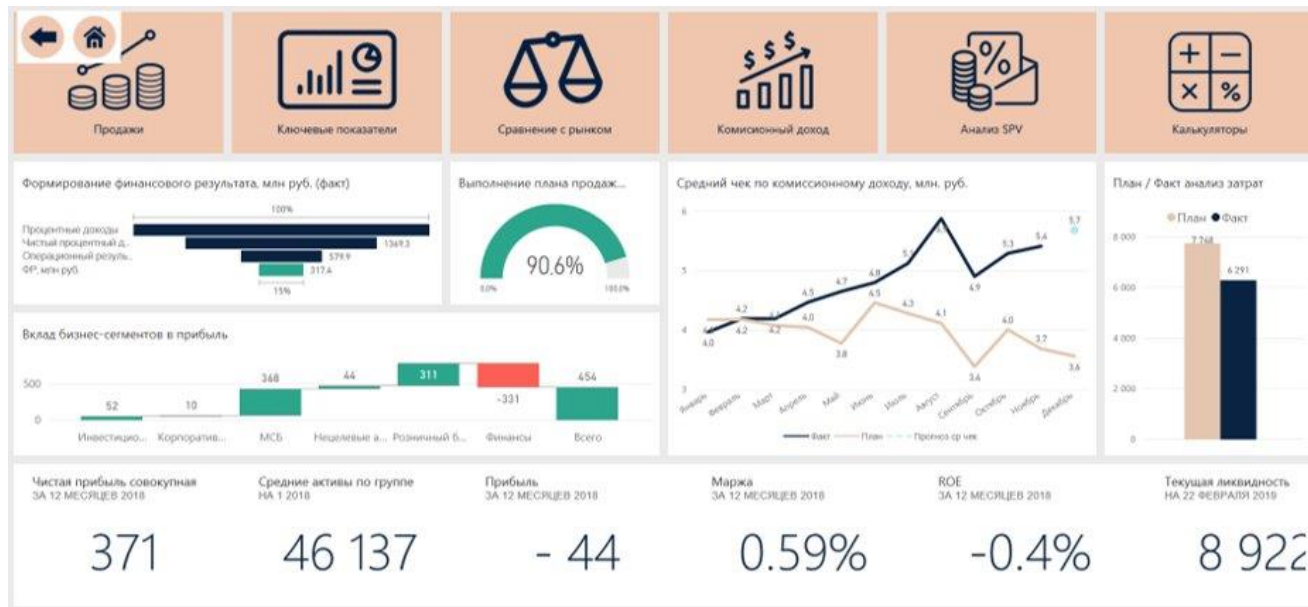 Продажи
Ключевые показатели
Сравнение с рынком
$ $ $
Комисионный доход
%
Анализ SPV
+ −
× %
Калькуляторы
Формирование финансового результата, млн руб. (факт)
100%
Процентные доходы
Чистый процентный д..
1369.3
Операционный резуль..
579.9
ФР, млн руб.
317.4
15%
Выполнение плана продаж...
90.6%
0.0%
100.0%
Вклад бизнес-сегментов в прибыль
500
0
52
10
368
44
311
-331
454
Инвестицио...
Корпоратив...
МСБ
Нецелевые а...
Розничный б...
Финансы
Всего
Средний чек по комиссионному доходу, млн. руб.
6
5
4
3
4.0
4.2
4.2
4.2
4.5
4.0
4.7
3.8
4.8
4.5
5.1
4.3
4.1
4.9
3.4
5.3
4.0
5.4
3.7
5.7
3.6
Январь
Февраль
Март
Апрель
Май
Июнь
Июль
Август
Сентябрь
Октябрь
Ноябрь
Декабрь
Факт
План
Прогноз ср чек
План / Факт анализ затрат
План
Факт
8 000
6 000
4 000
2 000
0
7 748
6 291
Чистая прибыль совокупная
ЗА 12 МЕСЯЦЕВ 2018
371
Средние активы по группе
НА 1 2018
46 137
Прибыль
ЗА 12 МЕСЯЦЕВ 2018
- 44
Маржа
ЗА 12 МЕСЯЦЕВ 2018
0.59%
ROE
ЗА 12 МЕСЯЦЕВ 2018
-0.4%
Текущая ликвидность
НА 22 ФЕВРАЛЯ 2019
8 922